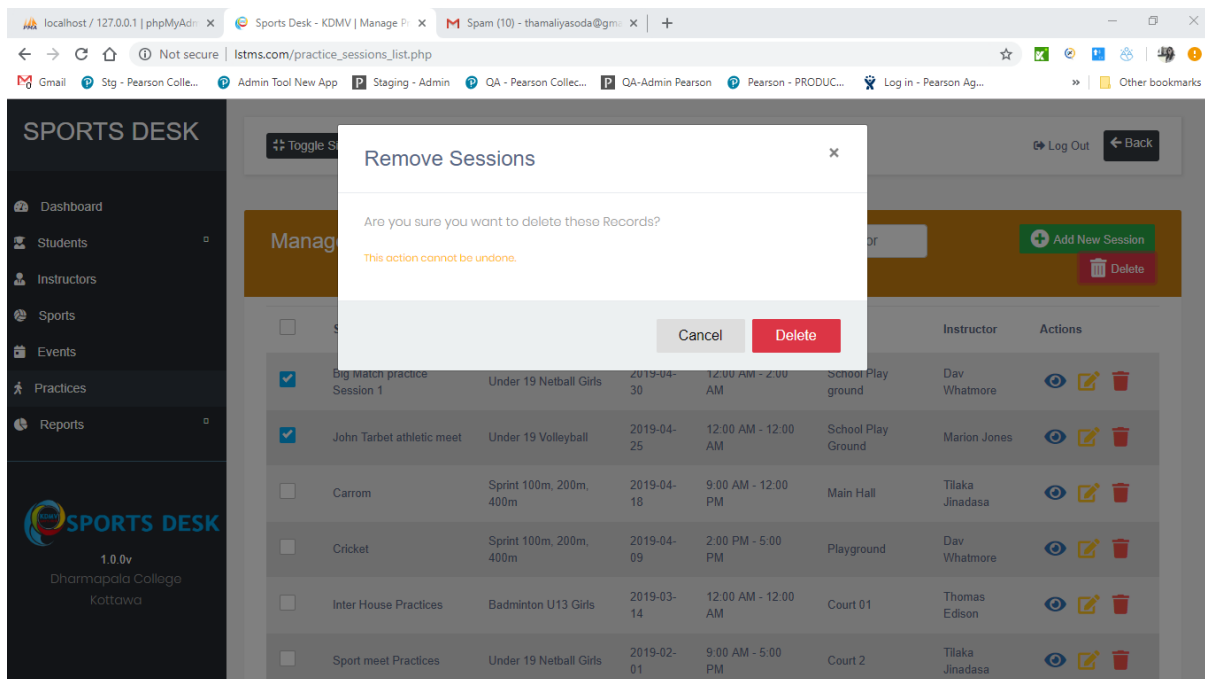 localhost / 127.0.0.1 | phpMyAdm
Sports Desk - KDMV | Manage Pr
Spam (10) - thamaliyasoda@gma
Not secure | lstms.com/practice_sessions_list.php
Gmail
Stg - Pearson Colle...
Admin Tool New App
Staging - Admin
QA - Pearson Collec...
QA-Admin Pearson
Pearson - PRODUC...
Log in - Pearson Ag...
»
Other bookmarks
SPORTS DESK
Dashboard
Students
Instructors
Sports
Events
Practices
Reports
KDMV SPORTS DESK
1.0.0v
Dharmapala College
Kottawa
Toggle Si
Log Out
Back
Remove Sessions ×
Are you sure you want to delete these Records?
This action cannot be undone.
Cancel
Delete
Manag
or
Add New Session
Delete
S
Instructor
Actions
Big Match practice
Session 1
Under 19 Netball Girls
2019-04-
30
12:00 AM - 2:00
AM
School Play
ground
Dav
Whatmore
John Tarbet athletic meet
Under 19 Volleyball
2019-04-
25
12:00 AM - 12:00
AM
School Play
Ground
Marion Jones
Carrom
Sprint 100m, 200m,
400m
2019-04-
18
9:00 AM - 12:00
PM
Main Hall
Tilaka
Jinadasa
Cricket
Sprint 100m, 200m,
400m
2019-04-
09
2:00 PM - 5:00
PM
Playground
Dav
Whatmore
Inter House Practices
Badminton U13 Girls
2019-03-
14
12:00 AM - 12:00
AM
Court 01
Thomas
Edison
Sport meet Practices
Under 19 Netball Girls
2019-02-
01
9:00 AM - 5:00
PM
Court 2
Tilaka
Jinadasa